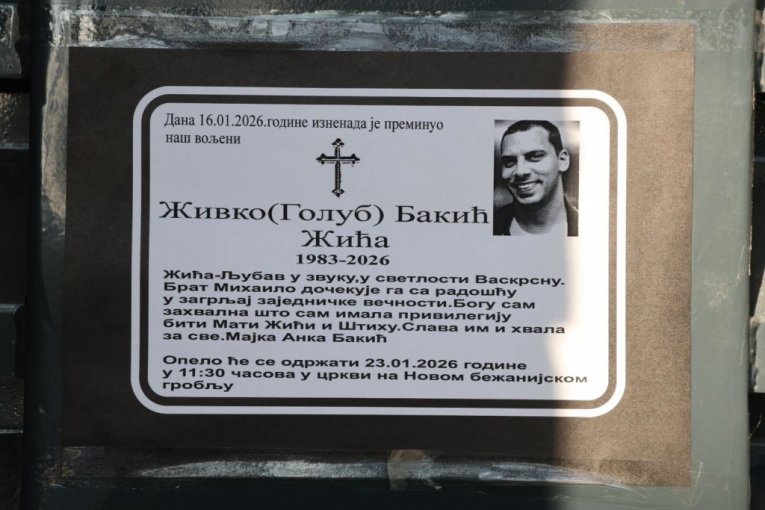 Дана 16.01.2026.године изненада је преминуо
наш вољени
Живко(Голуб) Бакић
Жића
1983-2026
Жића-Љубав у звуку,у светлости Васкрсну.
Брат Михаило дочекује га са радошћу
у загрљај заједничке вечности.Богу сам
захвална што сам имала привилегију
бити Мати Жићи и Штиху.Слава им и хвала
за све.Мајка Анка Бакић
Опело ће се одржати 23.01.2026 године
у 11:30 часова у цркви на Новом бежанијском
гробљу